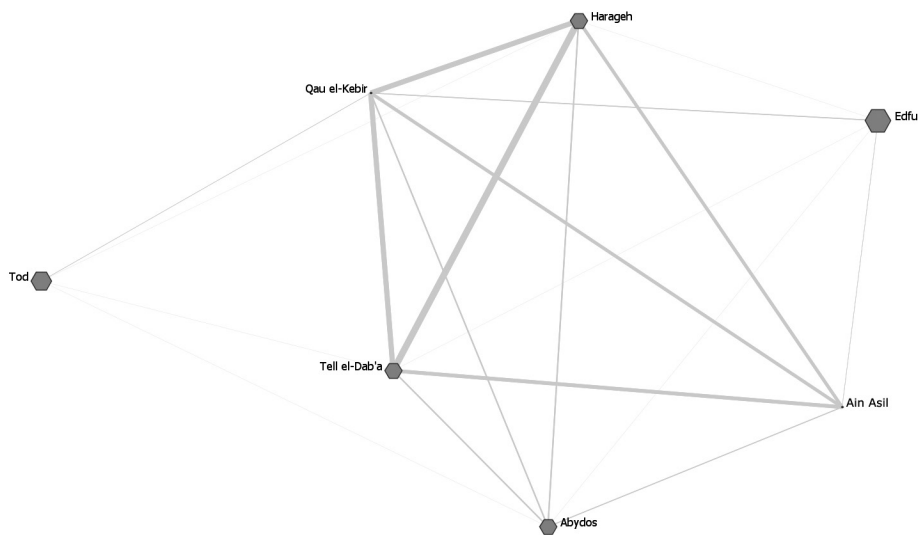 Harageh
Qau el-Kebir
Edfu
Tod
Tell el-Dab'a
Ain Asil
Abydos